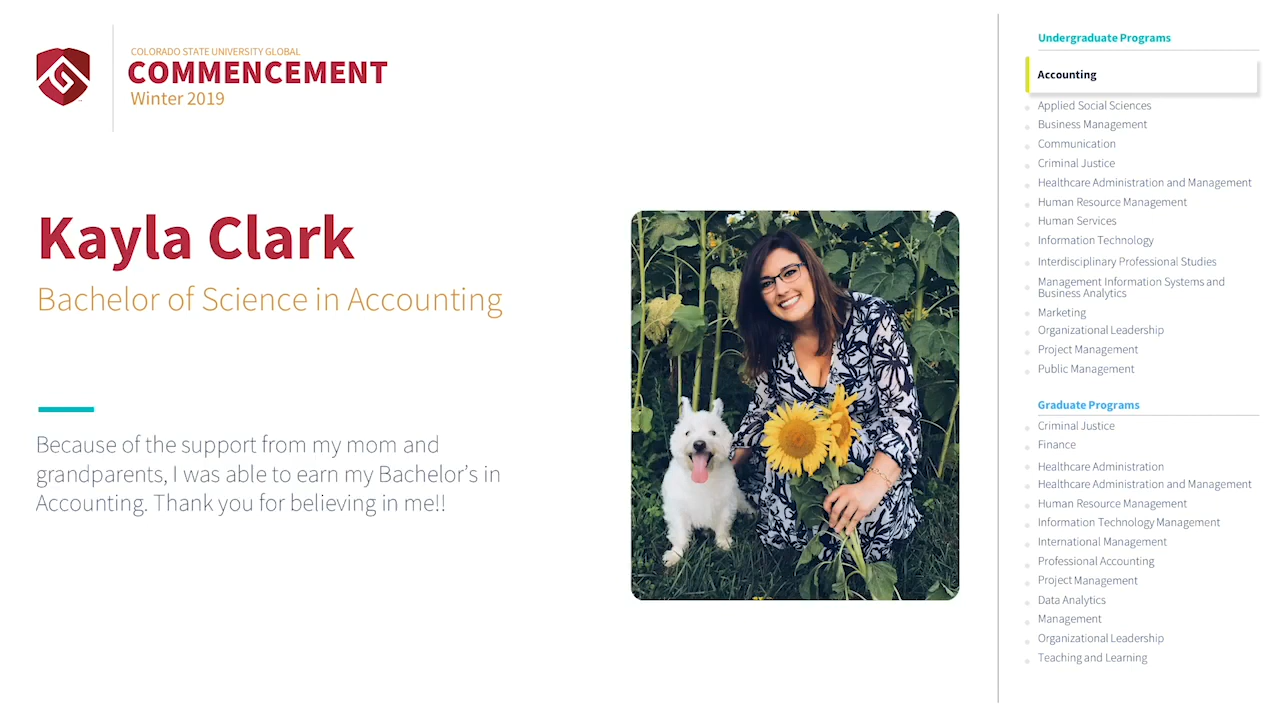 COLORADO STATE UNIVERSITY GLOBAL
COMMENCEMENT
Winter 2019
Kayla Clark
Bachelor of Science in Accounting
Because of the support from my mom and
grandparents, I was able to earn my Bachelor’s in
Accounting. Thank you for believing in me!!
Undergraduate Programs
Accounting
Applied Social Sciences
Business Management
Communication
Criminal Justice
Healthcare Administration and Management
Human Resource Management
Human Services
Information Technology
Interdisciplinary Professional Studies
Management Information Systems and
Business Analytics
Marketing
Organizational Leadership
Project Management
Public Management
Graduate Programs
Criminal Justice
Finance
Healthcare Administration
Healthcare Administration and Management
Human Resource Management
Information Technology Management
International Management
Professional Accounting
Project Management
Data Analytics
Management
Organizational Leadership
Teaching and Learning